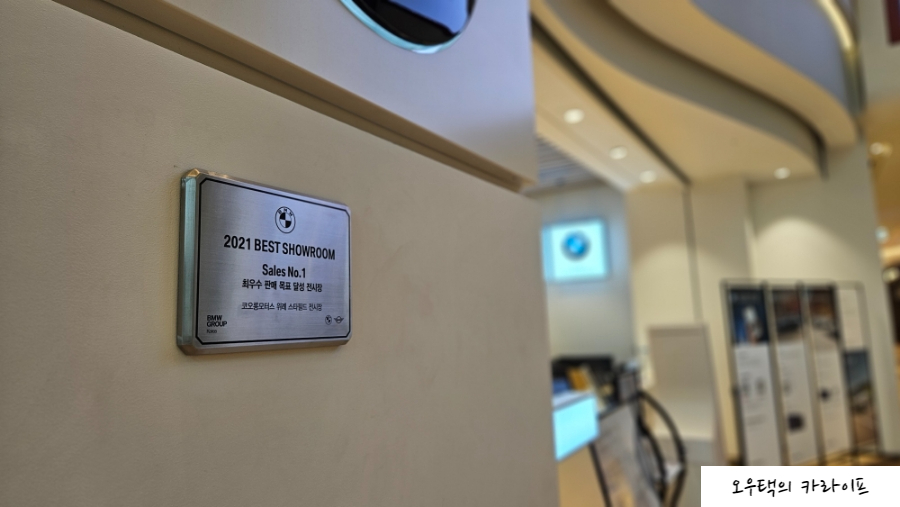 2021 BEST SHOWROOM
Sales No.1
최우수 판매 목표 달성 전시장
코오롱모터스 위례 스타필드 전시장
BMW
GROUP
Korea
오우택의 카라이프